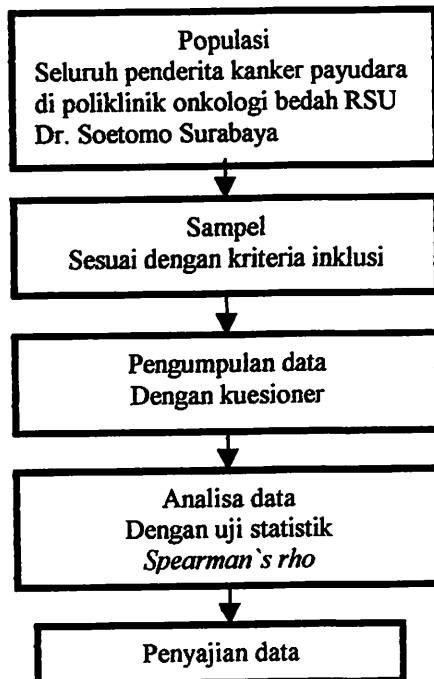 Populasi
Seluruh penderita kanker payudara
di poliklinik onkologi bedah RSU
Dr. Soetomo Surabaya
Sampel
Sesuai dengan kriteria inklusi
Pengumpulan data
Dengan kuesioner
Analisa data
Dengan uji statistik
Spearman`s rho
Penyajian data